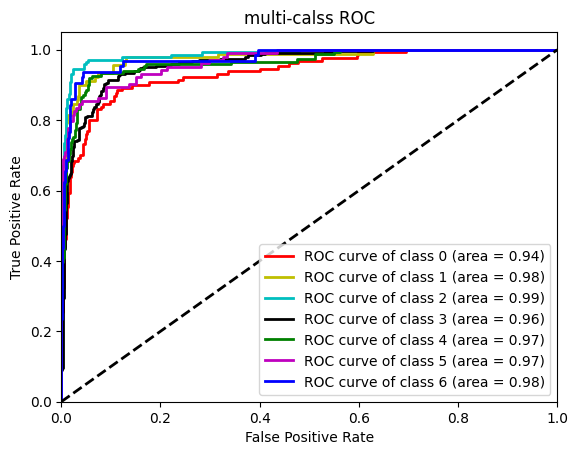 multi-calss ROC
True Positive Rate
1.0
0.8
0.6
0.4
0.2
0.0
ROC curve of class 0 (area = 0.94)
ROC curve of class 1 (area = 0.98)
ROC curve of class 2 (area = 0.99)
ROC curve of class 3 (area = 0.96)
ROC curve of class 4 (area = 0.97)
ROC curve of class 5 (area = 0.97)
ROC curve of class 6 (area = 0.98)
0.0 0.2 0.4 0.6 0.8 1.0
False Positive Rate